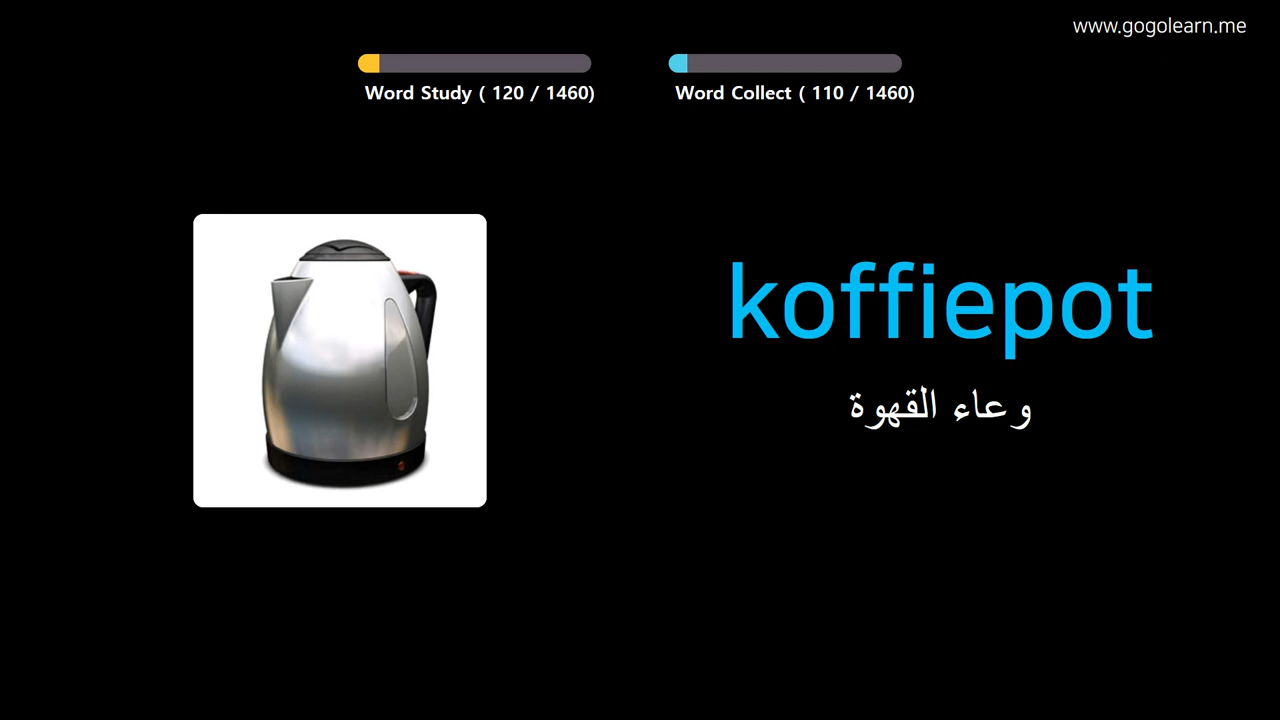 www.gogolearn.me
Word Study ( 120 / 1460)
Word Collect ( 110 / 1460)
koffiepot
وعاء القهوة